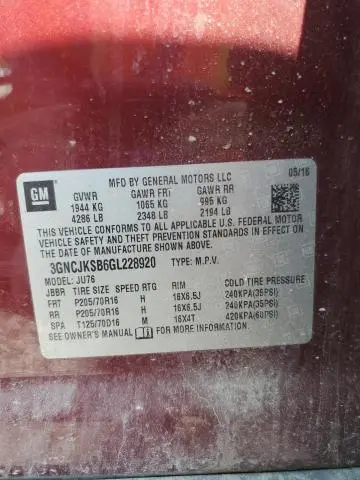 GM
MFD BY GENERAL MOTORS LLC 05/16
GVWR GAWR FRT GAWR RR
1944 KG 1065 KG 995 KG
4286 LB 2348 LB 2194 LB
THIS VEHICLE CONFORMS TO ALL APPLICABLE U.S. FEDERAL MOTOR
VEHICLE SAFETY, BUMPER, AND THEFT PREVENTION STANDARDS IN EFFECT ON
THE DATE OF MANUFACTURE SHOWN ABOVE.
3GNCJKSB6GL228920 TYPE: M.P.V.
MODEL: JU76
JBBR TIRE SIZE SPEED RTG RIM COLD TIRE PRESSURE
FRT P205/70R16 H 16X6.5J 240KPA(35PSI)
RR P205/70R16 H 16X6.5J 240KPA(35PSI)
SPA T125/70D16 M 16X4T 420KPA(60PSI)
SEE OWNER'S MANUAL FOR MORE INFORMATION.